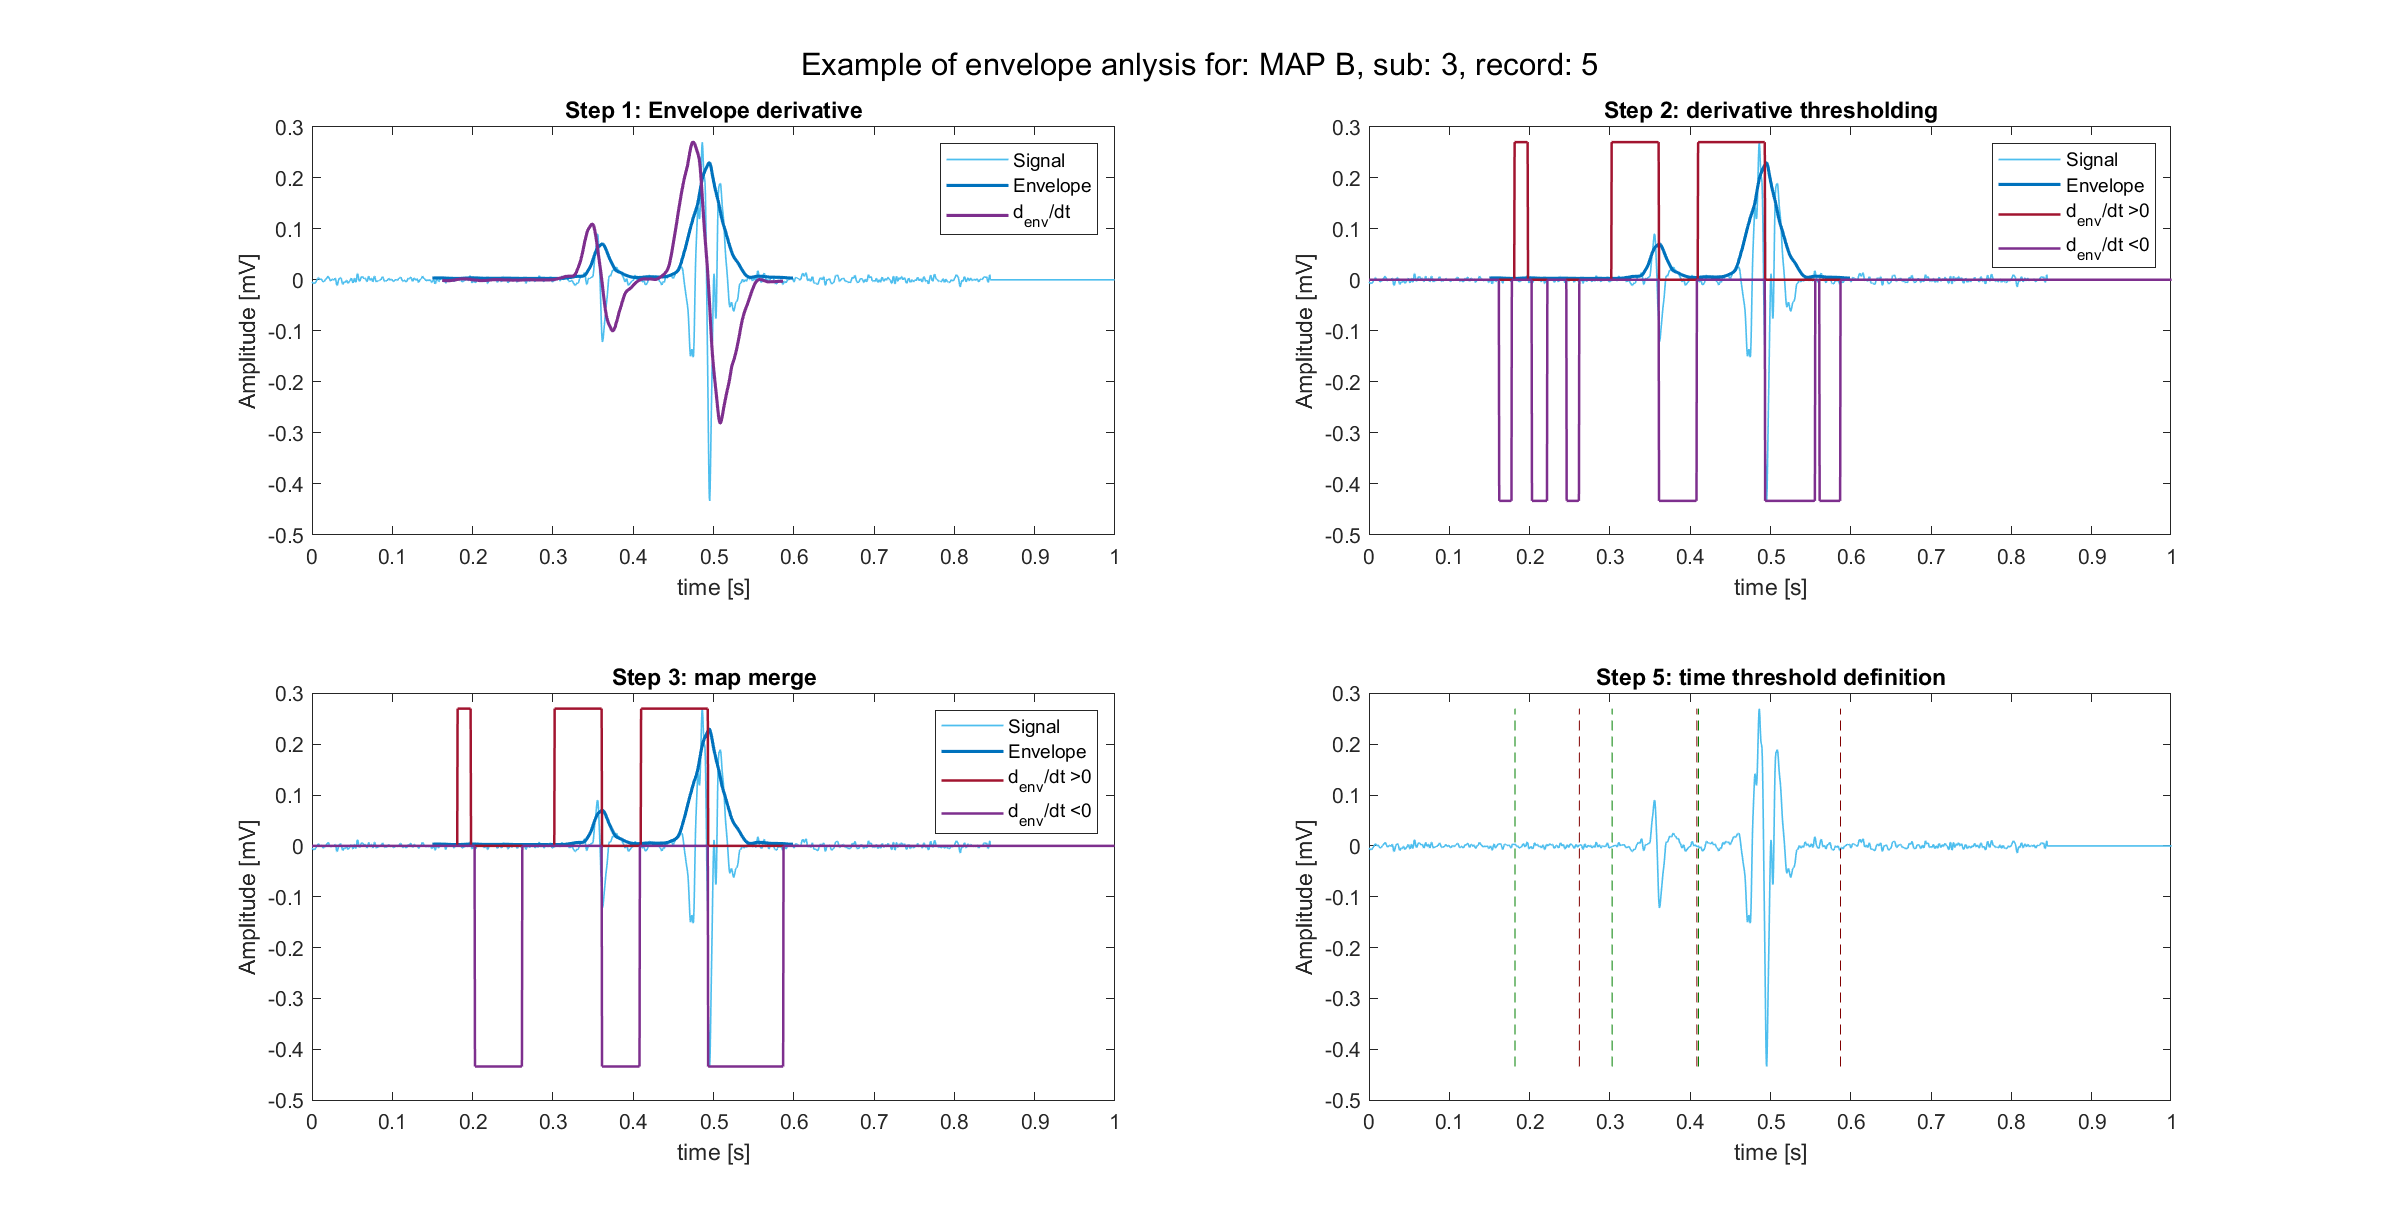 Example of envelope anlysis for: MAP B, sub: 3, record: 5
Step 1: Envelope derivative
0.3
0.2
0.1
0
-0.1
-0.2
-0.3
-0.4
-0.5
Amplitude [mV]
0 0.1 0.2 0.3 0.4 0.5 0.6 0.7 0.8 0.9 1
time [s]
Signal
Envelope
d_env/dt
Step 2: derivative thresholding
0.3
0.2
0.1
0
-0.1
-0.2
-0.3
-0.4
-0.5
Amplitude [mV]
0 0.1 0.2 0.3 0.4 0.5 0.6 0.7 0.8 0.9 1
time [s]
Signal
Envelope
d_env/dt >0
d_env/dt <0
Step 3: map merge
0.3
0.2
0.1
0
-0.1
-0.2
-0.3
-0.4
-0.5
Amplitude [mV]
0 0.1 0.2 0.3 0.4 0.5 0.6 0.7 0.8 0.9 1
time [s]
Signal
Envelope
d_env/dt >0
d_env/dt <0
Step 5: time threshold definition
0.3
0.2
0.1
0
-0.1
-0.2
-0.3
-0.4
-0.5
Amplitude [mV]
0 0.1 0.2 0.3 0.4 0.5 0.6 0.7 0.8 0.9 1
time [s]